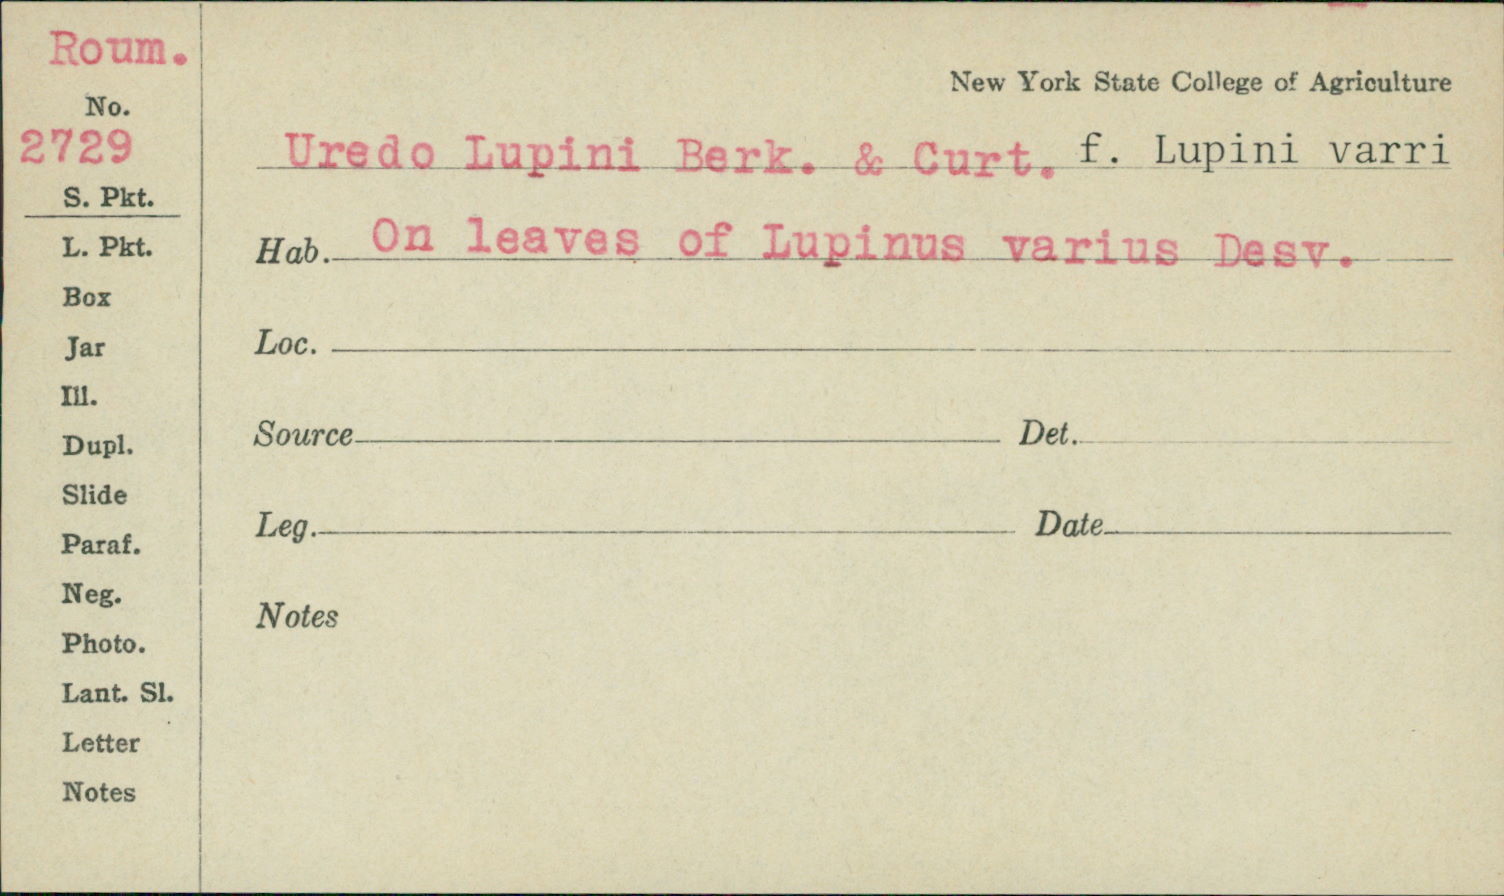 Roum.
No.
2729
S. Pkt.
L. Pkt.
Box
Jar
Ill.
Dupl.
Slide
Paraf.
Neg.
Photo.
Lant. Sl.
Letter
Notes
New York State College of Agriculture
Uredo Lupini Berk. & Curt. f. Lupini varri
Hab. On leaves of Lupinus varius Desv.
Loc.
Source Det.
Leg. Date
Notes